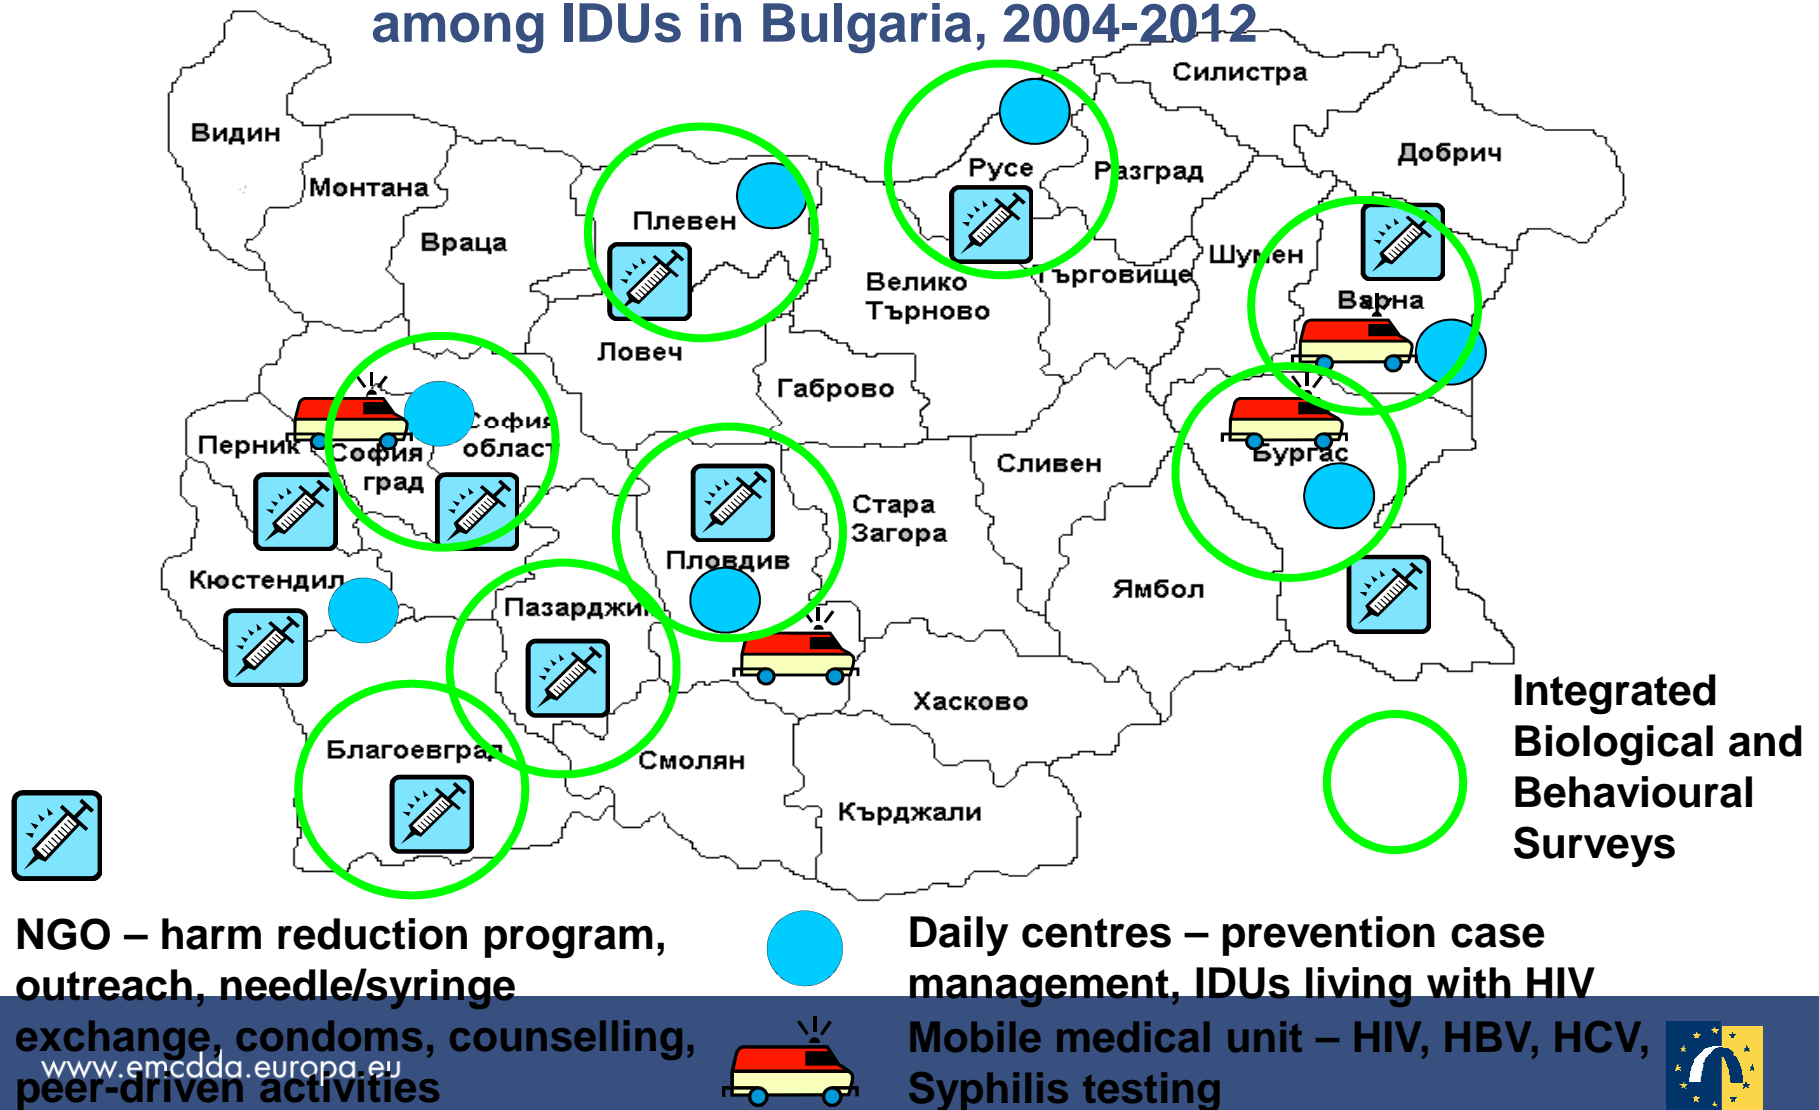 among IDUs in Bulgaria, 2004-2012
Силистра
Видин
Добрич
Русе
Разград
Монтана
Плевен
Враца
Шумен
Търговище
Велико
Търново
Варна
Ловеч
Габрово
София
област
Перник
София
град
Бургас
Сливен
Стара
Загора
Пловдив
Кюстендил
Ямбол
Пазарджик
Хасково
Благоевград
Смолян
Кърджали
Integrated
Biological and
Behavioural
Surveys
NGO – harm reduction program,
outreach, needle/syringe
exchange, condoms, counselling,
peer-driven activities
Daily centres – prevention case
management, IDUs living with HIV
Mobile medical unit – HIV, HBV, HCV,
Syphilis testing
www.emcdda.europa.eu